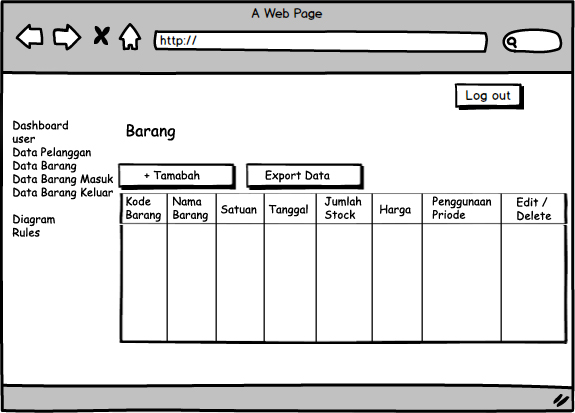 A Web Page
http://
Log out
Dashboard
user
Data Pelanggan
Data Barang
Data Barang Masuk
Data Barang Keluar
Diagram
Rules
Barang
+ Tamabah
Export Data
Kode
Barang
Nama
Barang
Satuan
Tanggal
Jumlah
Stock
Harga
Penggunaan
Priode
Edit /
Delete